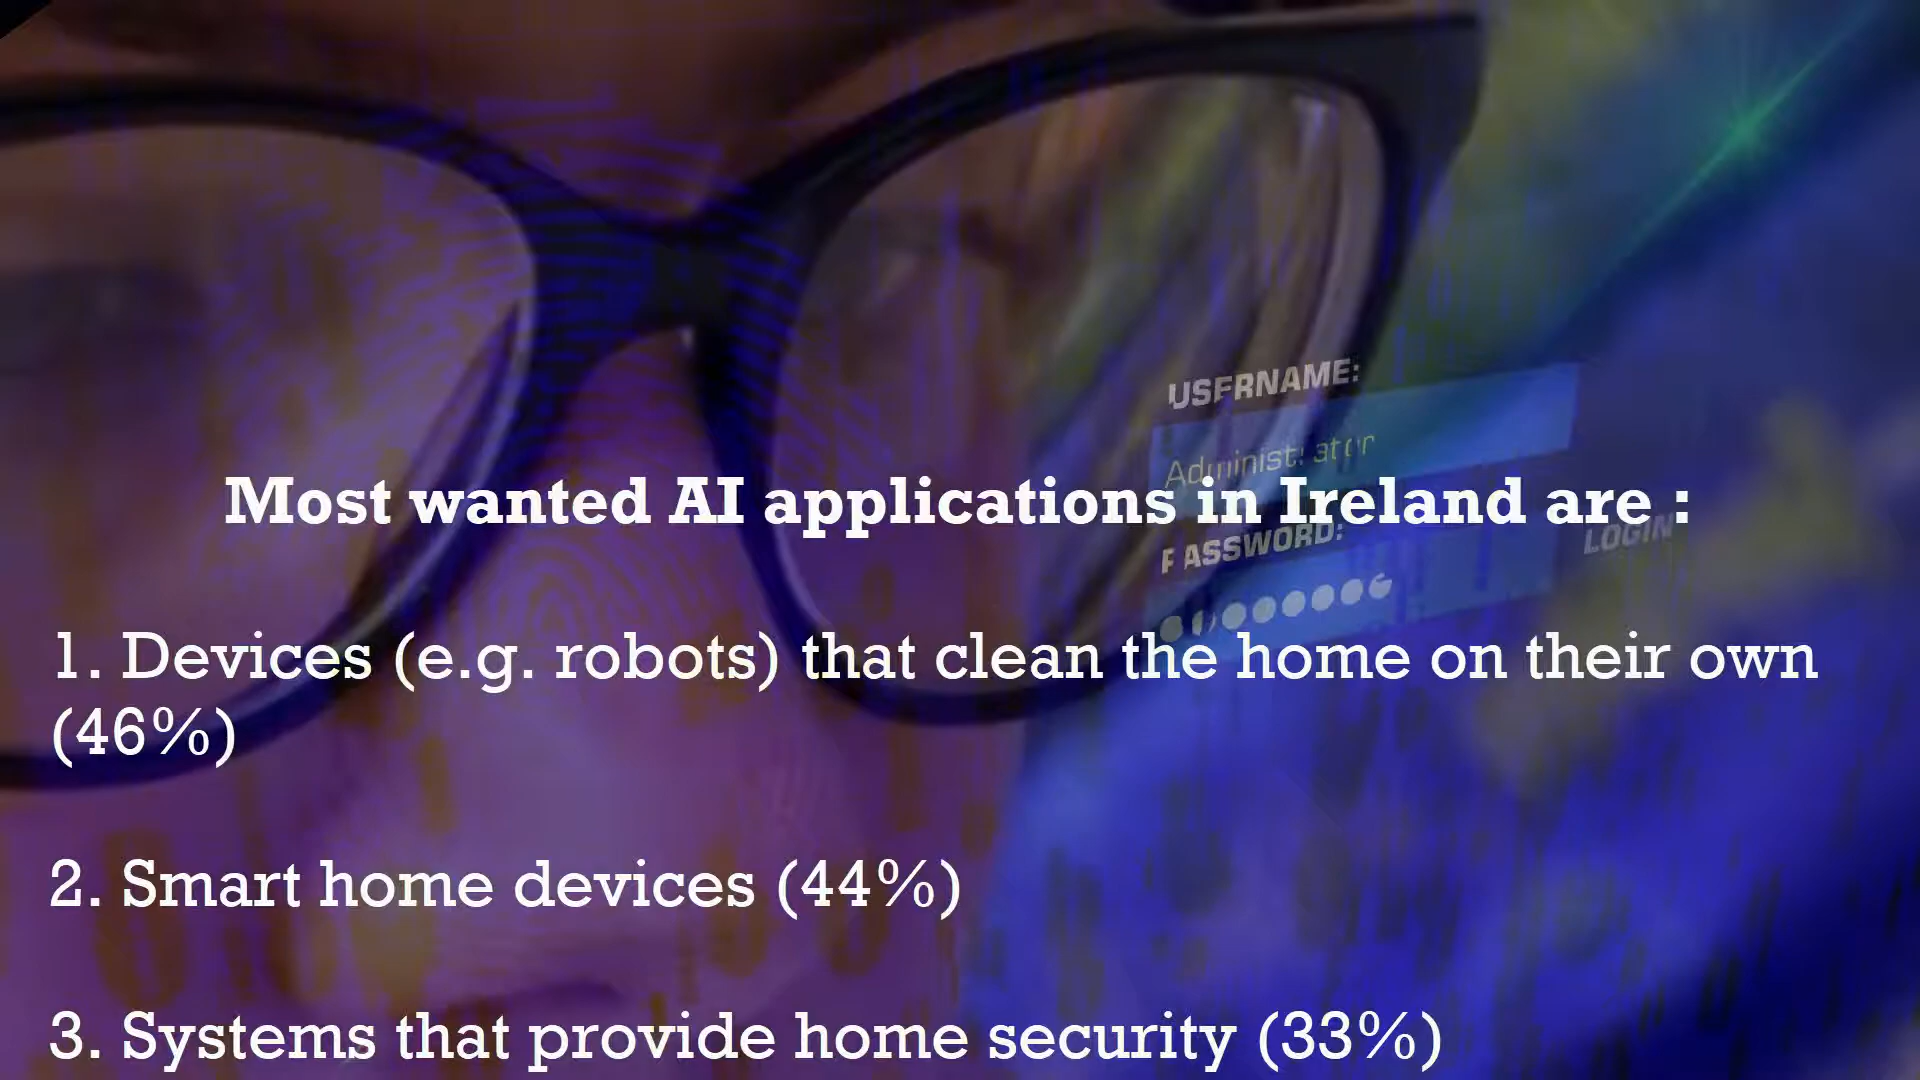 USERNAME:
Administrator
Most wanted AI applications in Ireland are :
PASSWORD:
LOGIN
1. Devices (e.g. robots) that clean the home on their own
(46%)
2. Smart home devices (44%)
3. Systems that provide home security (33%)